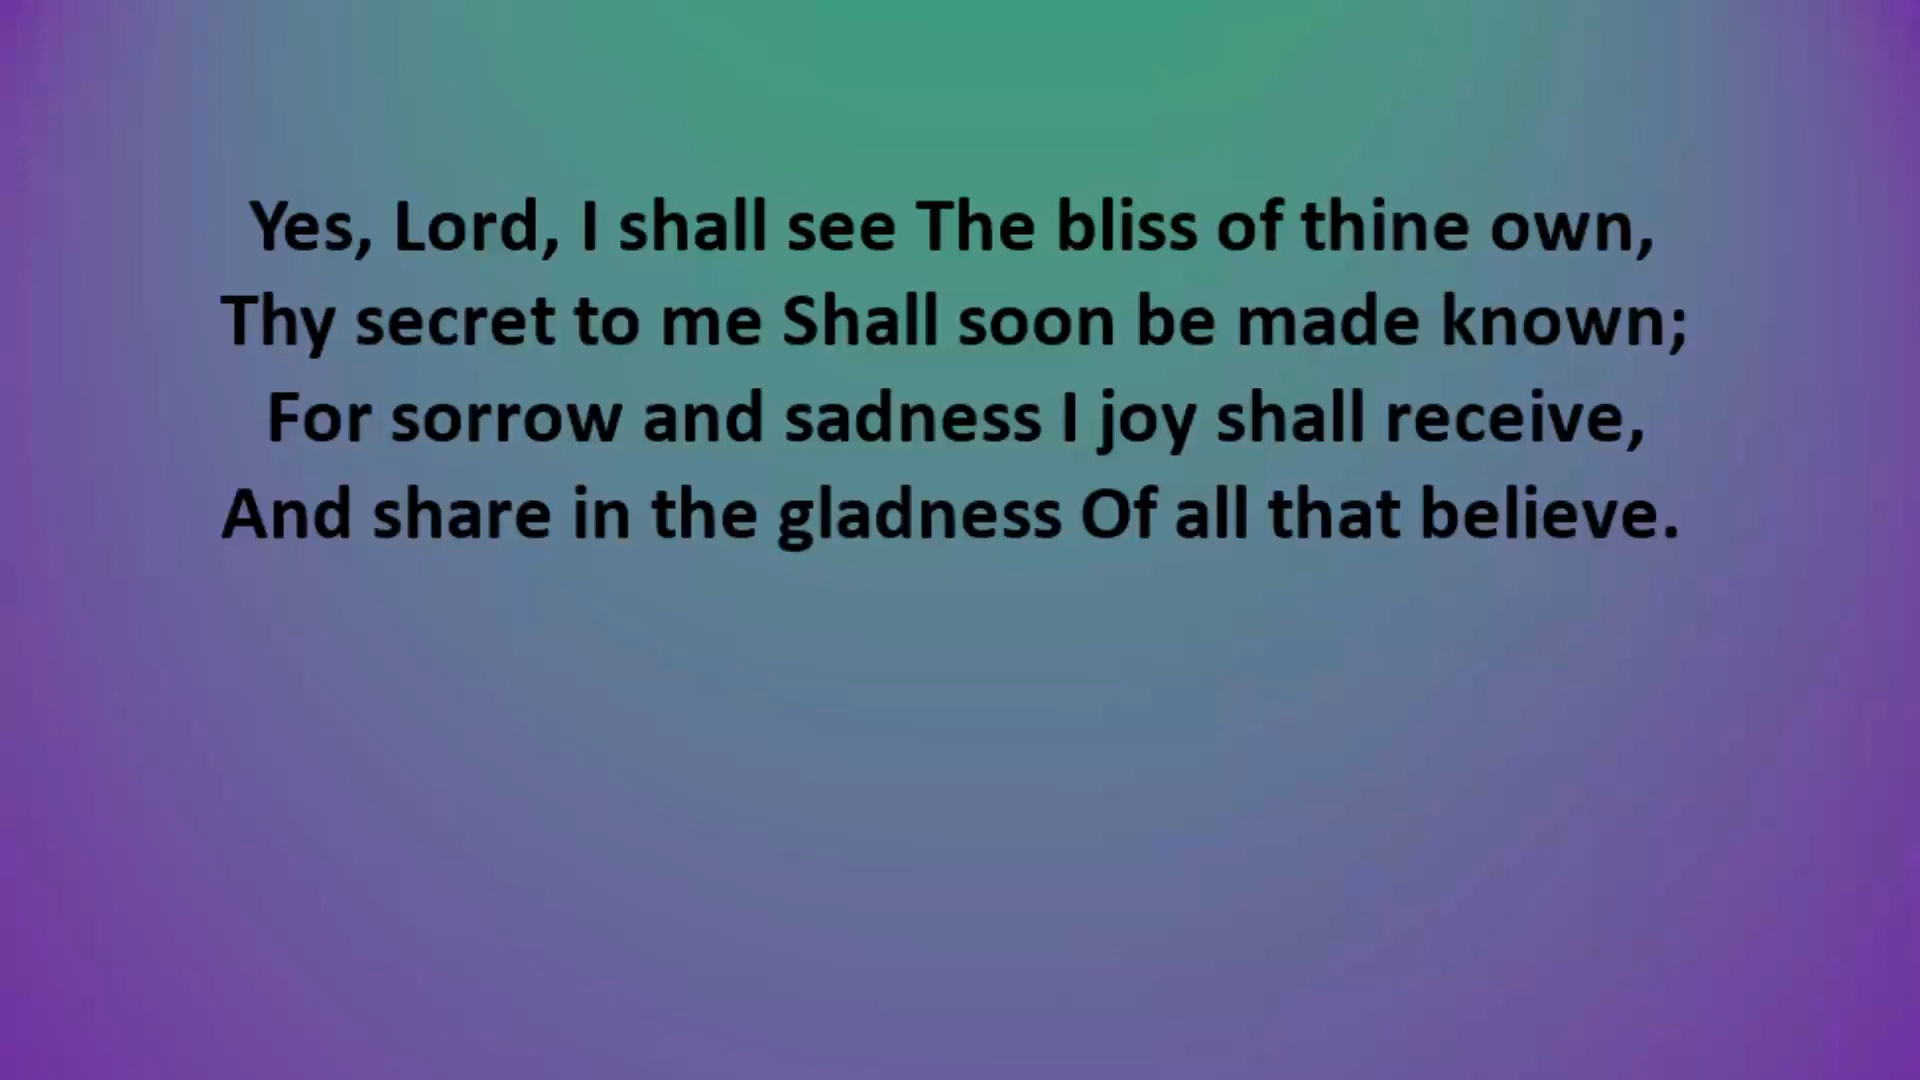 Yes, Lord, I shall see The bliss of thine own,
Thy secret to me Shall soon be made known;
For sorrow and sadness I joy shall receive,
And share in the gladness Of all that believe.